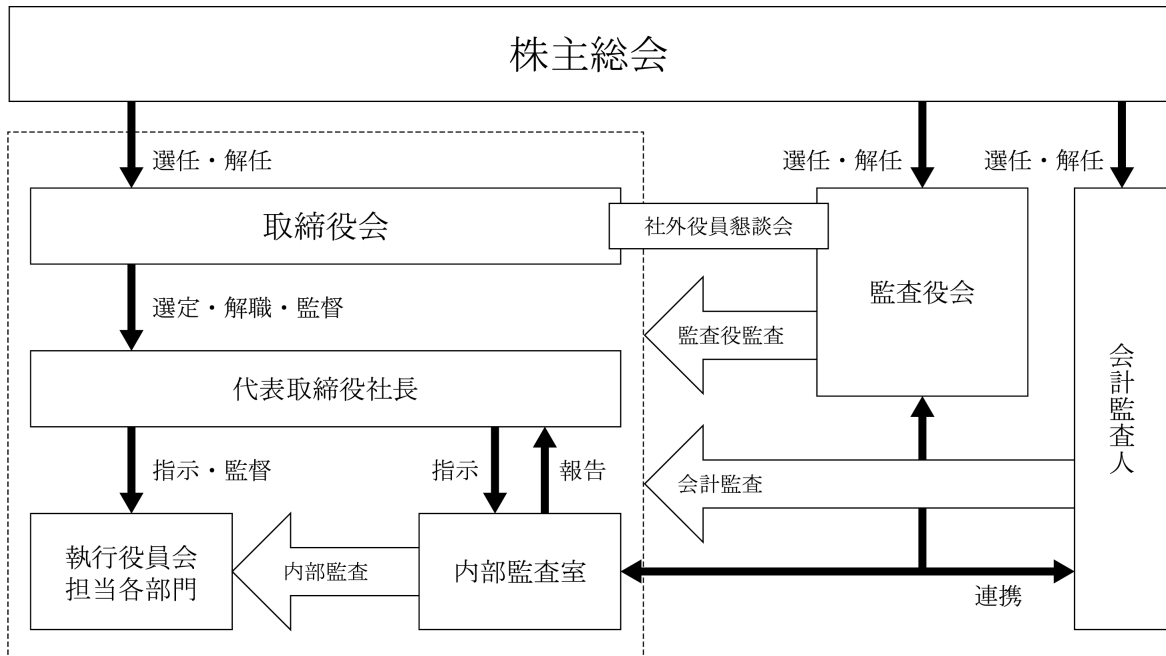 株主総会
選任・解任
選任・解任
選任・解任
取締役会
社外役員懇談会
監査役会
選定・解職・監督
監査役監査
代表取締役社長
会計監査人
指示・監督
指示
報告
会計監査
執行役員会
担当各部門
内部監査
内部監査室
連携